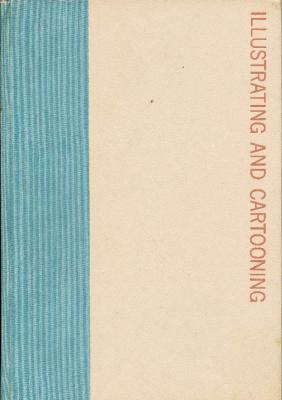 ILLUSTRATING AND CARTOONING